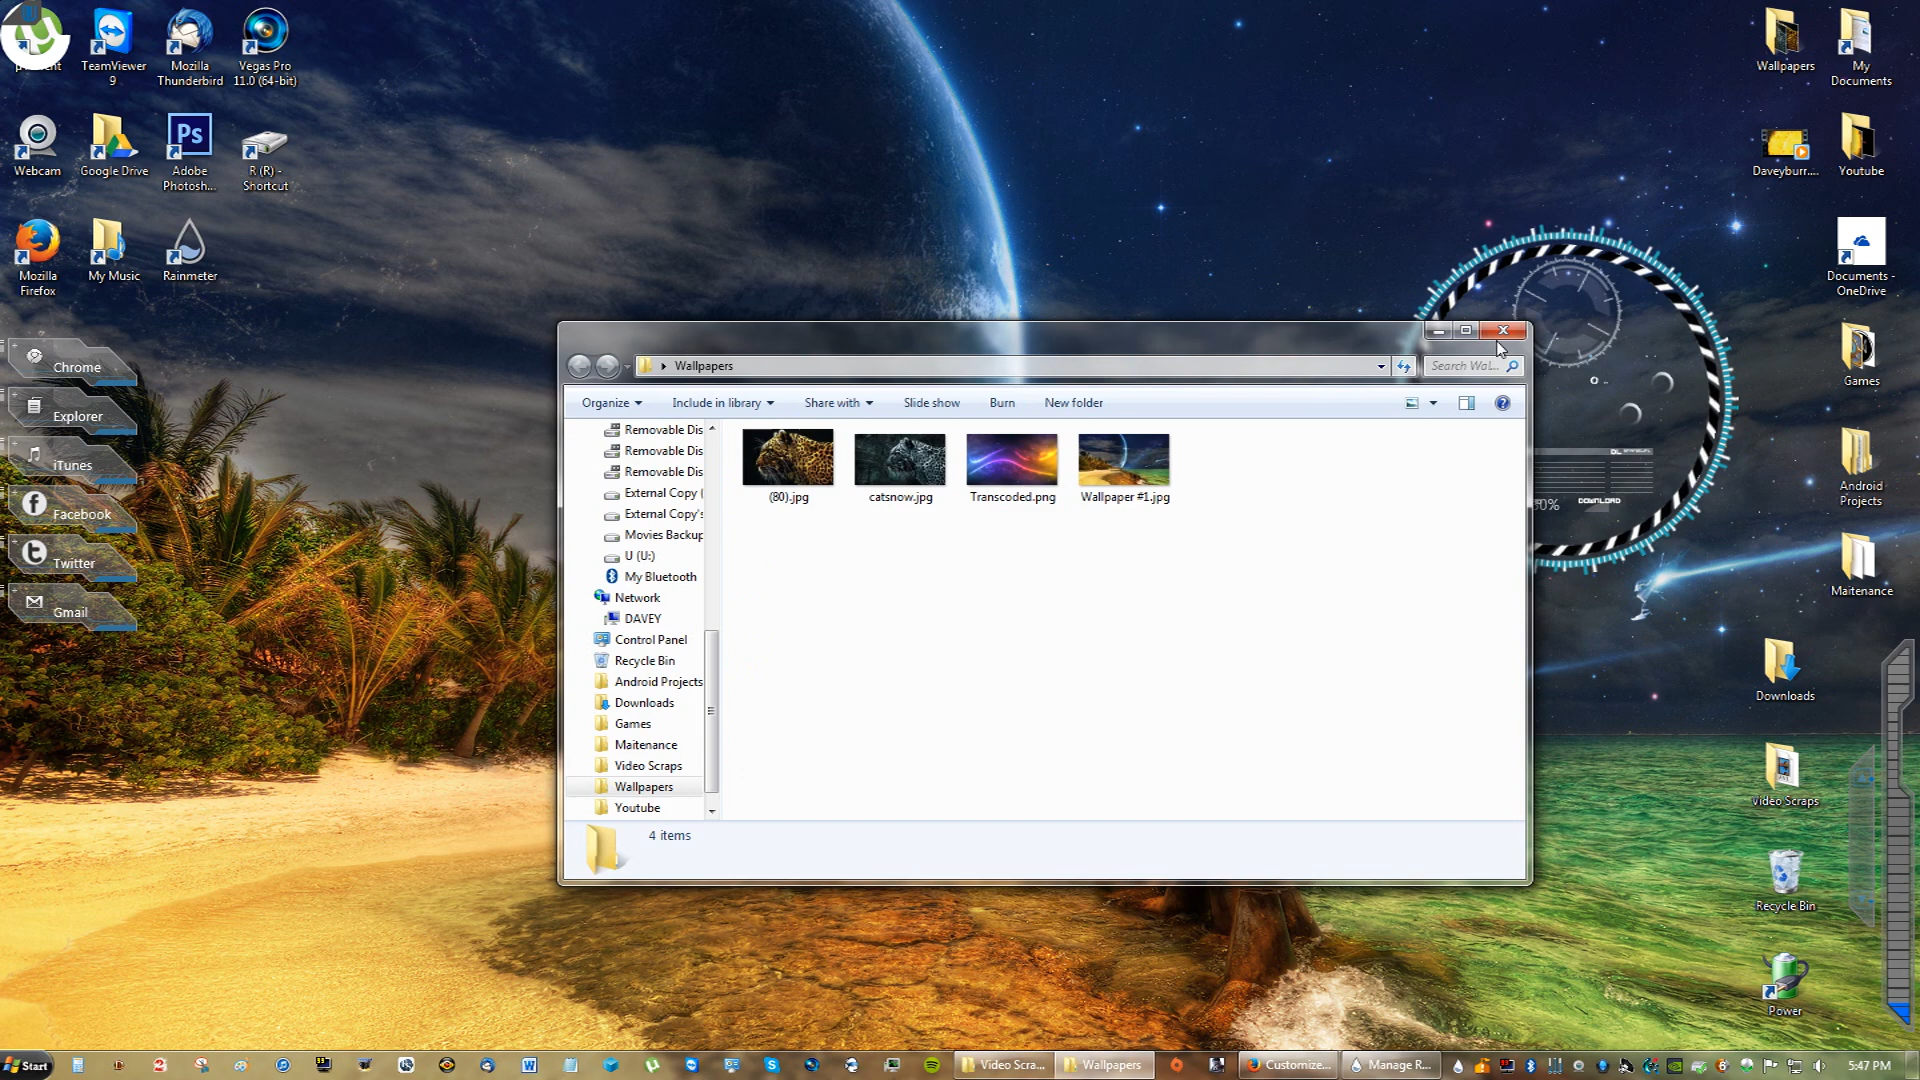 TeamViewer
9
Mozilla
Thunderbird
Vegas Pro
11.0 (64-bit)
Webcam
Google Drive
Ps
Adobe
Photosh...
R (R) -
Shortcut
Mozilla
Firefox
My Music
Rainmeter
Chrome
Explorer
iTunes
Facebook
Twitter
Gmail
Wallpapers
My
Documents
Daveyburr....
Youtube
Documents -
OneDrive
Games
Android
Projects
Maitenance
Downloads
Video Scraps
Recycle Bin
Power
DOWNLOAD
Wallpapers
Search Wal...
Organize
Include in library
Share with
Slide show
Burn
New folder
Removable Dis
Removable Dis
Removable Dis
External Copy (
External Copy's
Movies Backup
U (U:)
My Bluetooth
Network
DAVEY
Control Panel
Recycle Bin
Android Projects
Downloads
Games
Maitenance
Video Scraps
Wallpapers
Youtube
(80).jpg
catsnow.jpg
Transcoded.png
Wallpaper #1.jpg
4 items
Start
Video Scra...
Wallpapers
Customize...
Manage R...
5:47 PM